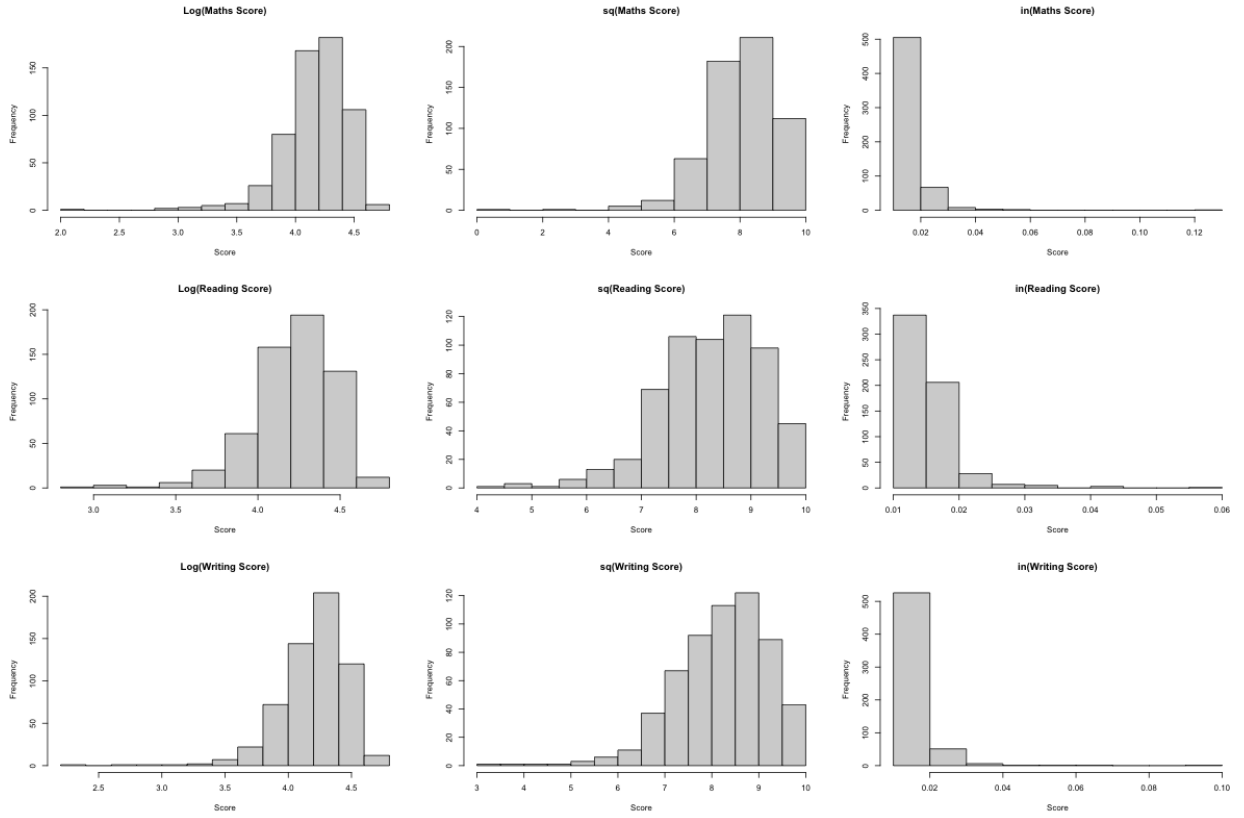 Log(Maths Score)
Frequency
0 50 100 150
2.0 2.5 3.0 3.5 4.0 4.5
Score
sq(Maths Score)
Frequency
0 50 100 150 200
0 2 4 6 8 10
Score
in(Maths Score)
Frequency
0 100 200 300 400 500
0.02 0.04 0.06 0.08 0.10 0.12
Score
Log(Reading Score)
Frequency
0 50 100 150 200
3.0 3.5 4.0 4.5
Score
sq(Reading Score)
Frequency
0 20 40 60 80 100 120
4 5 6 7 8 9 10
Score
in(Reading Score)
Frequency
0 50 100 150 200 250 300 350
0.01 0.02 0.03 0.04 0.05 0.06
Score
Log(Writing Score)
Frequency
0 50 100 150 200
2.5 3.0 3.5 4.0 4.5
Score
sq(Writing Score)
Frequency
0 20 40 60 80 100 120
3 4 5 6 7 8 9 10
Score
in(Writing Score)
Frequency
0 100 200 300 400 500
0.02 0.04 0.06 0.08 0.10
Score